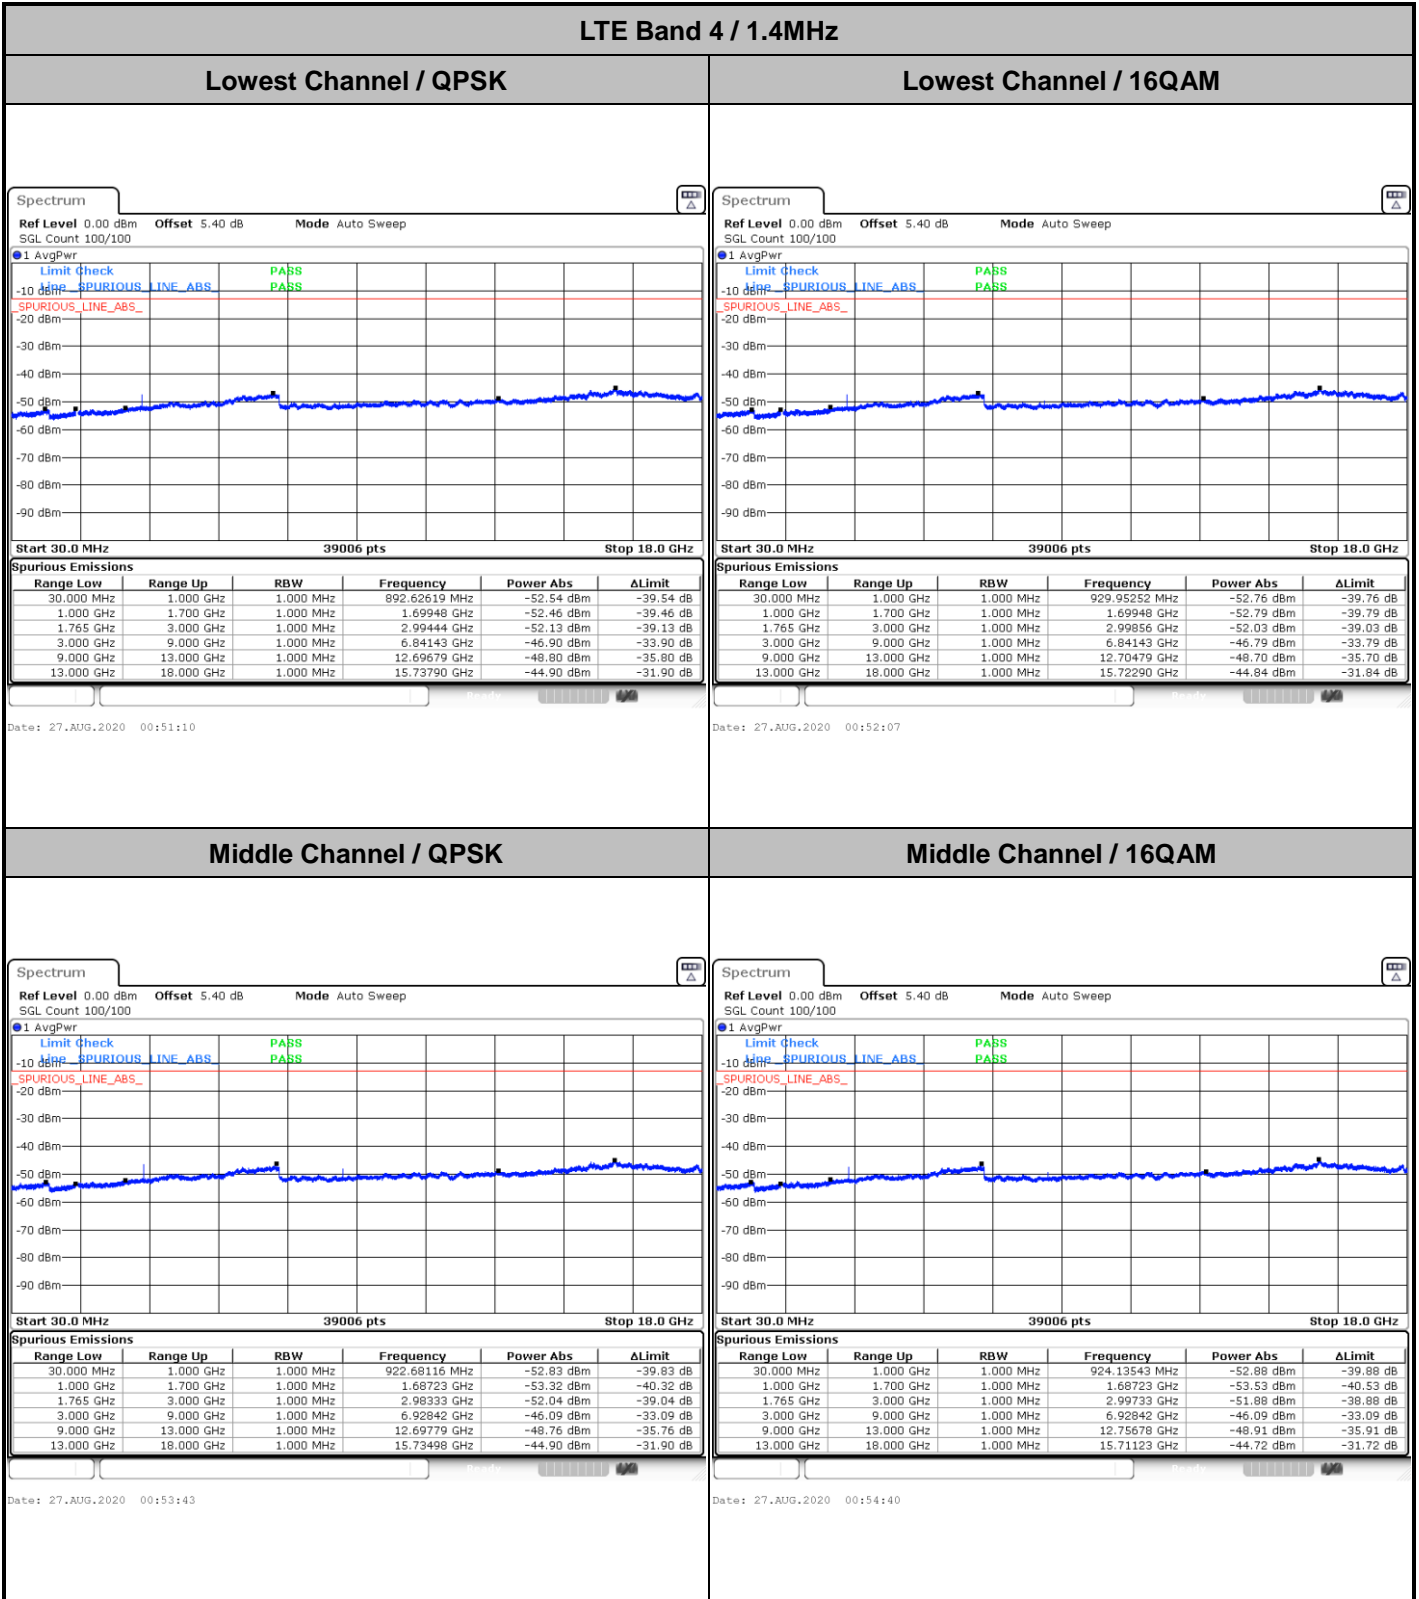 LTE Band 4 / 1.4MHz
Lowest Channel / QPSK
Lowest Channel / 16QAM
Spectrum
Ref Level 0.00 dBm Offset 5.40 dB Mode Auto Sweep
SGL Count 100/100
1 AvgPwr
Limit Check PASS
Line _SPURIOUS_LINE_ABS_ PASS
-10 dBm
_SPURIOUS_LINE_ABS_
-20 dBm
-30 dBm
-40 dBm
-50 dBm
-60 dBm
-70 dBm
-80 dBm
-90 dBm
Start 30.0 MHz 39006 pts Stop 18.0 GHz
Spurious Emissions
Range Low Range Up RBW Frequency Power Abs ΔLimit
30.000 MHz 1.000 GHz 1.000 MHz 892.62619 MHz -52.54 dBm -39.54 dB
1.000 GHz 1.700 GHz 1.000 MHz 1.69948 GHz -52.46 dBm -39.46 dB
1.765 GHz 3.000 GHz 1.000 MHz 2.99444 GHz -52.13 dBm -39.13 dB
3.000 GHz 9.000 GHz 1.000 MHz 6.84143 GHz -46.90 dBm -33.90 dB
9.000 GHz 13.000 GHz 1.000 MHz 12.69679 GHz -48.80 dBm -35.80 dB
13.000 GHz 18.000 GHz 1.000 MHz 15.73790 GHz -44.90 dBm -31.90 dB
Ready
Date: 27.AUG.2020 00:51:10
Spectrum
Ref Level 0.00 dBm Offset 5.40 dB Mode Auto Sweep
SGL Count 100/100
1 AvgPwr
Limit Check PASS
Line _SPURIOUS_LINE_ABS_ PASS
-10 dBm
_SPURIOUS_LINE_ABS_
-20 dBm
-30 dBm
-40 dBm
-50 dBm
-60 dBm
-70 dBm
-80 dBm
-90 dBm
Start 30.0 MHz 39006 pts Stop 18.0 GHz
Spurious Emissions
Range Low Range Up RBW Frequency Power Abs ΔLimit
30.000 MHz 1.000 GHz 1.000 MHz 929.95252 MHz -52.76 dBm -39.76 dB
1.000 GHz 1.700 GHz 1.000 MHz 1.69948 GHz -52.79 dBm -39.79 dB
1.765 GHz 3.000 GHz 1.000 MHz 2.99856 GHz -52.03 dBm -39.03 dB
3.000 GHz 9.000 GHz 1.000 MHz 6.84143 GHz -46.79 dBm -33.79 dB
9.000 GHz 13.000 GHz 1.000 MHz 12.70479 GHz -48.70 dBm -35.70 dB
13.000 GHz 18.000 GHz 1.000 MHz 15.72290 GHz -44.84 dBm -31.84 dB
Ready
Date: 27.AUG.2020 00:52:07
Middle Channel / QPSK
Middle Channel / 16QAM
Spectrum
Ref Level 0.00 dBm Offset 5.40 dB Mode Auto Sweep
SGL Count 100/100
1 AvgPwr
Limit Check PASS
Line _SPURIOUS_LINE_ABS_ PASS
-10 dBm
_SPURIOUS_LINE_ABS_
-20 dBm
-30 dBm
-40 dBm
-50 dBm
-60 dBm
-70 dBm
-80 dBm
-90 dBm
Start 30.0 MHz 39006 pts Stop 18.0 GHz
Spurious Emissions
Range Low Range Up RBW Frequency Power Abs ΔLimit
30.000 MHz 1.000 GHz 1.000 MHz 922.68116 MHz -52.83 dBm -39.83 dB
1.000 GHz 1.700 GHz 1.000 MHz 1.68723 GHz -53.32 dBm -40.32 dB
1.765 GHz 3.000 GHz 1.000 MHz 2.98333 GHz -52.04 dBm -39.04 dB
3.000 GHz 9.000 GHz 1.000 MHz 6.92842 GHz -46.09 dBm -33.09 dB
9.000 GHz 13.000 GHz 1.000 MHz 12.69779 GHz -48.76 dBm -35.76 dB
13.000 GHz 18.000 GHz 1.000 MHz 15.73498 GHz -44.90 dBm -31.90 dB
Ready
Date: 27.AUG.2020 00:53:43
Spectrum
Ref Level 0.00 dBm Offset 5.40 dB Mode Auto Sweep
SGL Count 100/100
1 AvgPwr
Limit Check PASS
Line _SPURIOUS_LINE_ABS_ PASS
-10 dBm
_SPURIOUS_LINE_ABS_
-20 dBm
-30 dBm
-40 dBm
-50 dBm
-60 dBm
-70 dBm
-80 dBm
-90 dBm
Start 30.0 MHz 39006 pts Stop 18.0 GHz
Spurious Emissions
Range Low Range Up RBW Frequency Power Abs ΔLimit
30.000 MHz 1.000 GHz 1.000 MHz 924.13543 MHz -52.88 dBm -39.88 dB
1.000 GHz 1.700 GHz 1.000 MHz 1.68723 GHz -53.53 dBm -40.53 dB
1.765 GHz 3.000 GHz 1.000 MHz 2.99733 GHz -51.88 dBm -38.88 dB
3.000 GHz 9.000 GHz 1.000 MHz 6.92842 GHz -46.09 dBm -33.09 dB
9.000 GHz 13.000 GHz 1.000 MHz 12.75678 GHz -48.91 dBm -35.91 dB
13.000 GHz 18.000 GHz 1.000 MHz 15.71123 GHz -44.72 dBm -31.72 dB
Ready
Date: 27.AUG.2020 00:54:40